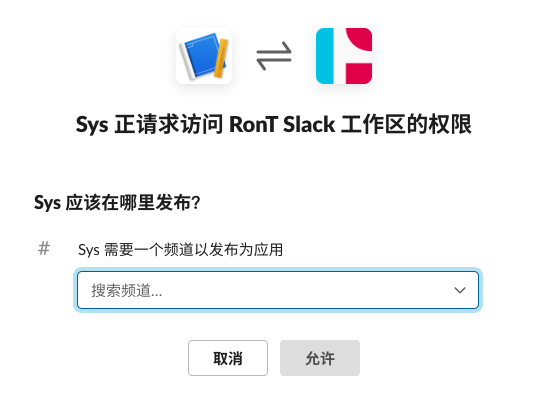 Sys 正请求访问 RonT Slack 工作区的权限
Sys 应该在哪里发布?
# Sys 需要一个频道以发布为应用
搜索频道...
取消 允许